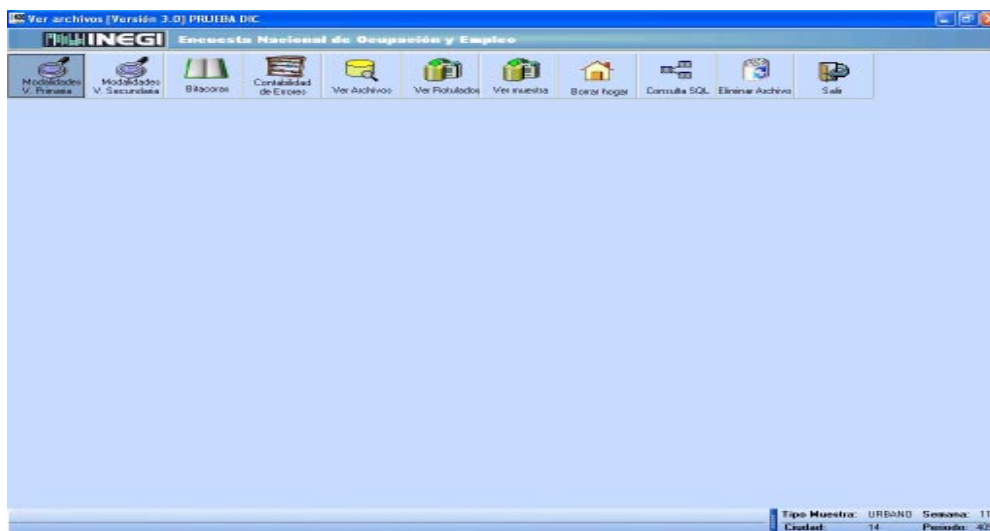 Ver archivos [Versión 3.0] PRUEBA DIC
INEGI Encuesta Nacional de Ocupación y Empleo
Modalidades V. Primaria
Modalidades V. Secundaria
Bitácoras
Contabilidad de Errores
Ver Archivos
Ver Rotulados
Ver muestra
Borrar hogar
Consulta SQL
Eliminar Archivo
Salir
Tipo Muestra: URBANO Semana: 11
Ciudad: 14 Periodo: